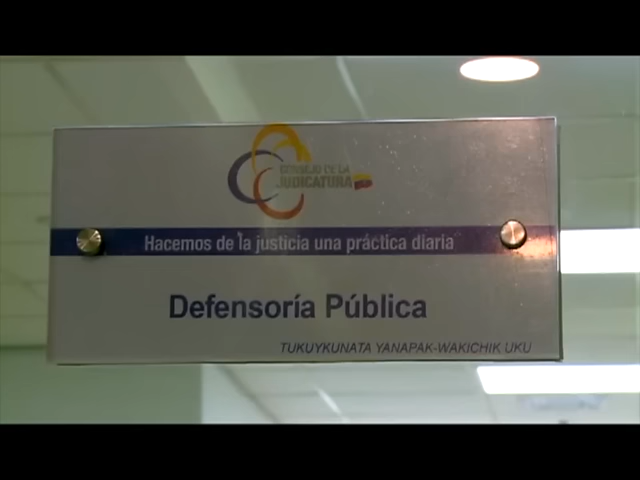 CONSEJO DE LA
JUDICATURA
Hacemos de la justicia una práctica diaria
Defensoría Pública
TUKUYKUNATA YANAPAK-WAKICHIK UKU